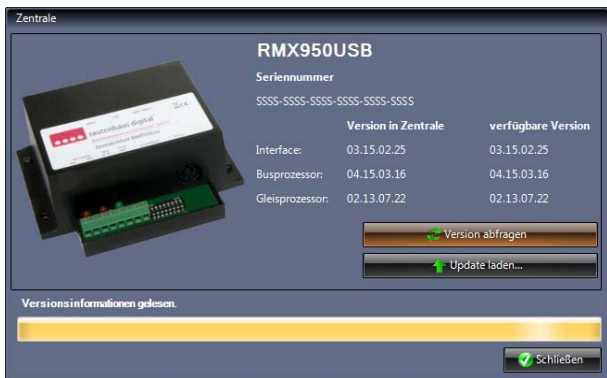 Zentrale
RMX950USB
Seriennummer
SSSS-SSSS-SSSS-SSSS-SSSS-SSSS
Version in Zentrale verfügbare Version
Interface: 03.15.02.25 03.15.02.25
Busprozessor: 04.15.03.16 04.15.03.16
Gleisprozessor: 02.13.07.22 02.13.07.22
rautenhaus digital
Version abfragen
Update laden...
Versionsinformationen gelesen.
Schließen